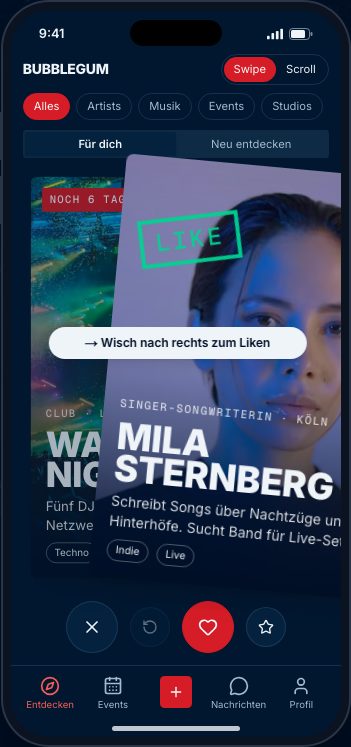 9:41
BUBBLEGUM
Swipe Scroll
Alles Artists Musik Events Studios
Für dich Neu entdecken
NOCH 6 TAG
LIKE
→ Wisch nach rechts zum Liken
CLUB · L
WA
NIG
Fünf DJ
Netzwe
Techno
SINGER-SONGWRITERIN · KÖLN
MILA
STERNBERG
Schreibt Songs über Nachtzüge un
Hinterhöfe. Sucht Band für Live-Set
Indie Live
Entdecken Events Nachrichten Profil